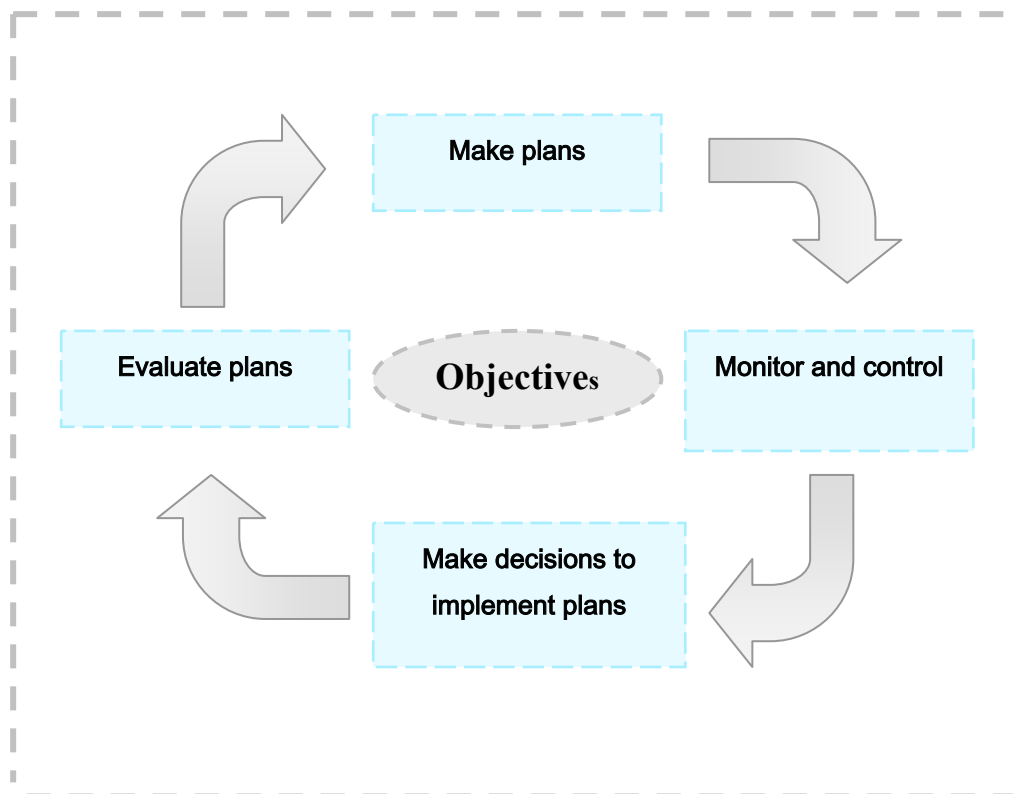 Make plans
Evaluate plans
Objectives
Monitor and control
Make decisions to
implement plans